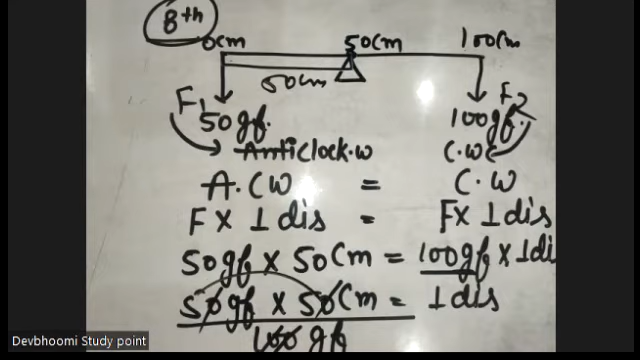 8th
0cm 50cm 100cm
50cm
F1 F2
50gf. 100gf.
Anticlock.w C.W
A.CW = C.W
F× ⊥dis = F× ⊥dis
50gf × 50cm = 100gf × ⊥di
50gf × 50cm = ⊥dis
100 gf
Devbhoomi Study point